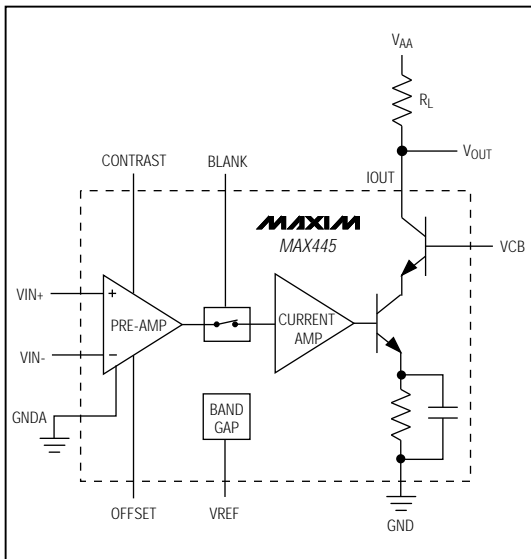 VAA
RL
VOUT
IOUT
CONTRAST
BLANK
MAXIM
MAX445
VCB
VIN+
+
PRE-AMP
CURRENT
AMP
VIN-
−
GNDA
BAND
GAP
OFFSET
VREF
GND